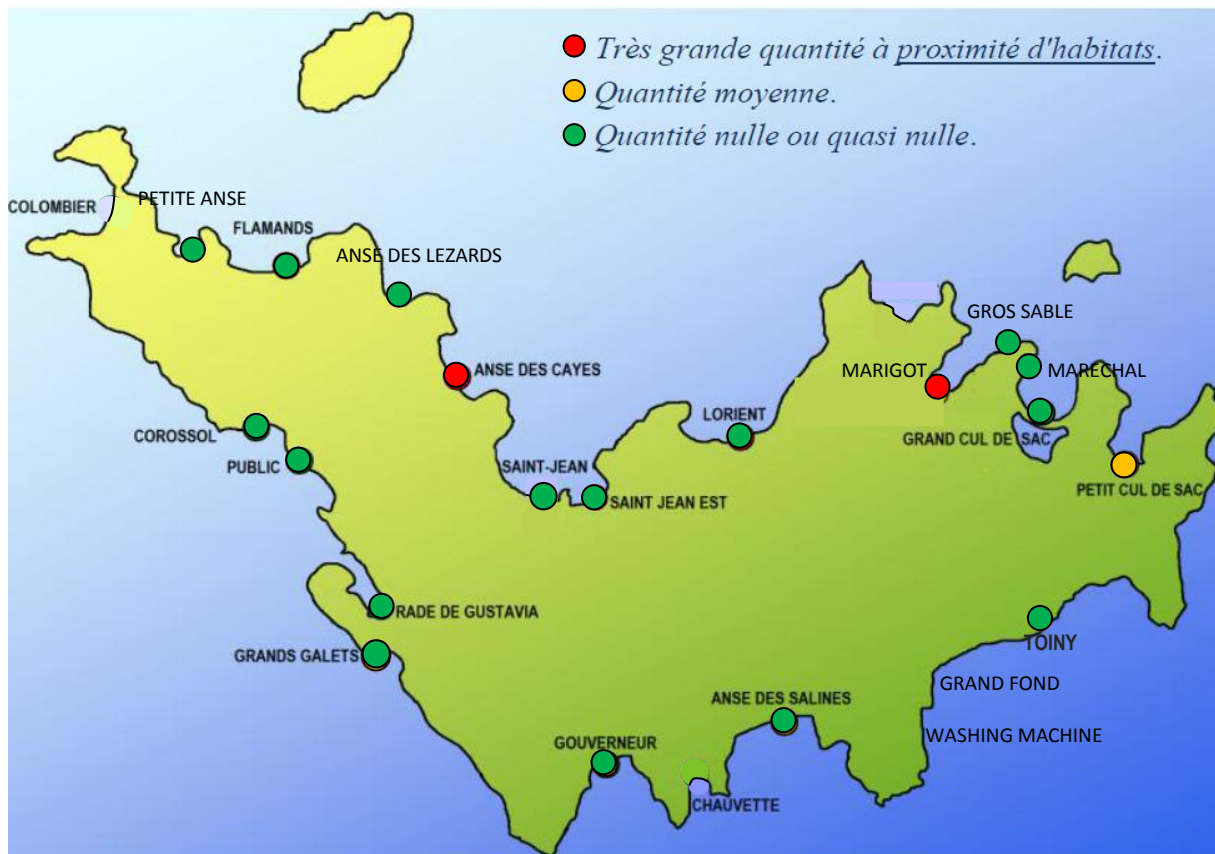 Très grande quantité à proximité d'habitats.
Quantité moyenne.
Quantité nulle ou quasi nulle.
PETITE ANSE
COLOMBIER
FLAMANDS
ANSE DES LEZARDS
GROS SABLE
ANSE DES CAYES
MARIGOT
MARECHAL
LORIENT
COROSSOL
GRAND CUL DE SAC
PUBLIC
SAINT-JEAN
PETIT CUL DE SAC
SAINT JEAN EST
RADE DE GUSTAVIA
TOINY
GRANDS GALETS
GRAND FOND
ANSE DES SALINES
WASHING MACHINE
GOUVERNEUR
CHAUVETTE